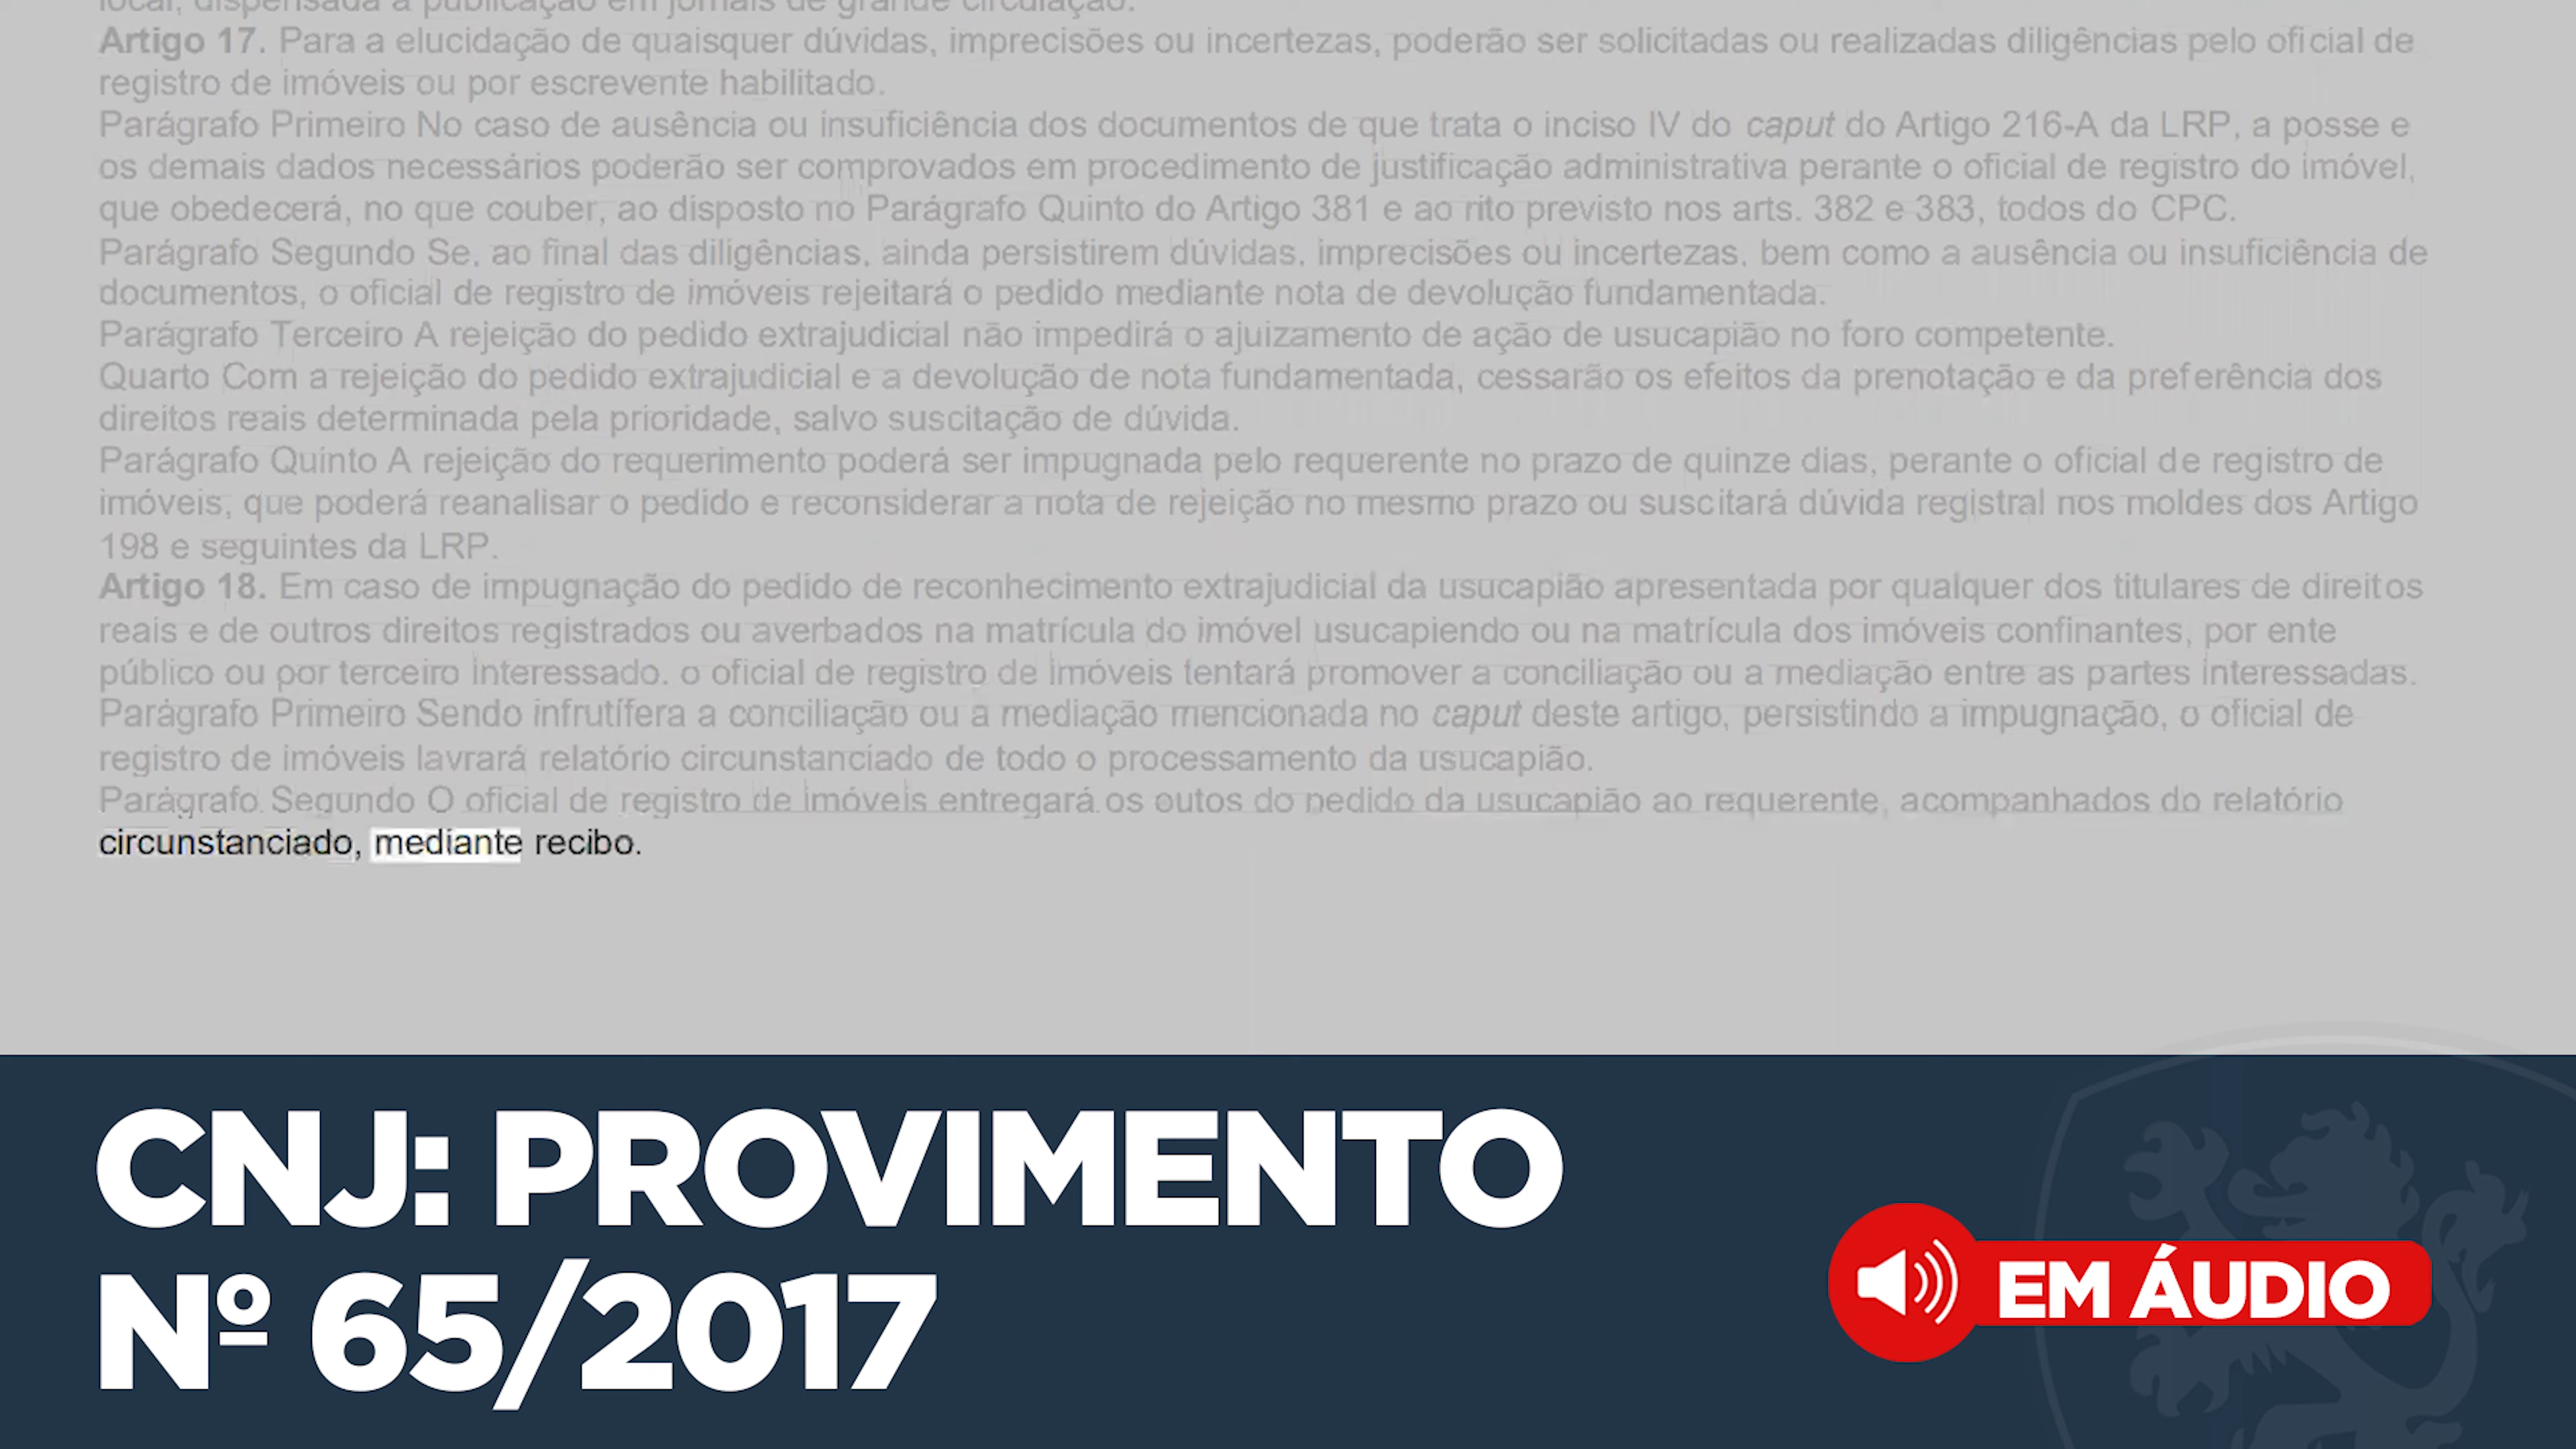 local, dispensada a publicação em jornais de grande circulação.
Artigo 17. Para a elucidação de quaisquer dúvidas, imprecisões ou incertezas, poderão ser solicitadas ou realizadas diligências pelo oficial de
registro de imóveis ou por escrevente habilitado.
Parágrafo Primeiro No caso de ausência ou insuficiência dos documentos de que trata o inciso IV do caput do Artigo 216-A da LRP, a posse e
os demais dados necessários poderão ser comprovados em procedimento de justificação administrativa perante o oficial de registro do imóvel,
que obedecerá, no que couber, ao disposto no Parágrafo Quinto do Artigo 381 e ao rito previsto nos arts. 382 e 383, todos do CPC.
Parágrafo Segundo Se, ao final das diligências, ainda persistirem dúvidas, imprecisões ou incertezas, bem como a ausência ou insuficiência de
documentos, o oficial de registro de imóveis rejeitará o pedido mediante nota de devolução fundamentada.
Parágrafo Terceiro A rejeição do pedido extrajudicial não impedirá o ajuizamento de ação de usucapião no foro competente.
Quarto Com a rejeição do pedido extrajudicial e a devolução de nota fundamentada, cessarão os efeitos da prenotação e da preferência dos
direitos reais determinada pela prioridade, salvo suscitação de dúvida.
Parágrafo Quinto A rejeição do requerimento poderá ser impugnada pelo requerente no prazo de quinze dias, perante o oficial de registro de
imóveis, que poderá reanalisar o pedido e reconsiderar a nota de rejeição no mesmo prazo ou suscitará dúvida registral nos moldes dos Artigo
198 e seguintes da LRP.
Artigo 18. Em caso de impugnação do pedido de reconhecimento extrajudicial da usucapião apresentada por qualquer dos titulares de direitos
reais e de outros direitos registrados ou averbados na matrícula do imóvel usucapiendo ou na matrícula dos imóveis confinantes, por ente
público ou por terceiro interessado, o oficial de registro de imóveis tentará promover a conciliação ou a mediação entre as partes interessadas.
Parágrafo Primeiro Sendo infrutífera a conciliação ou a mediação mencionada no caput deste artigo, persistindo a impugnação, o oficial de
registro de imóveis lavrará relatório circunstanciado de todo o processamento da usucapião.
Parágrafo Segundo O oficial de registro de imóveis entregará os autos do pedido da usucapião ao requerente, acompanhados do relatório
circunstanciado, mediante recibo.
CNJ: PROVIMENTO
Nº 65/2017
EM ÁUDIO